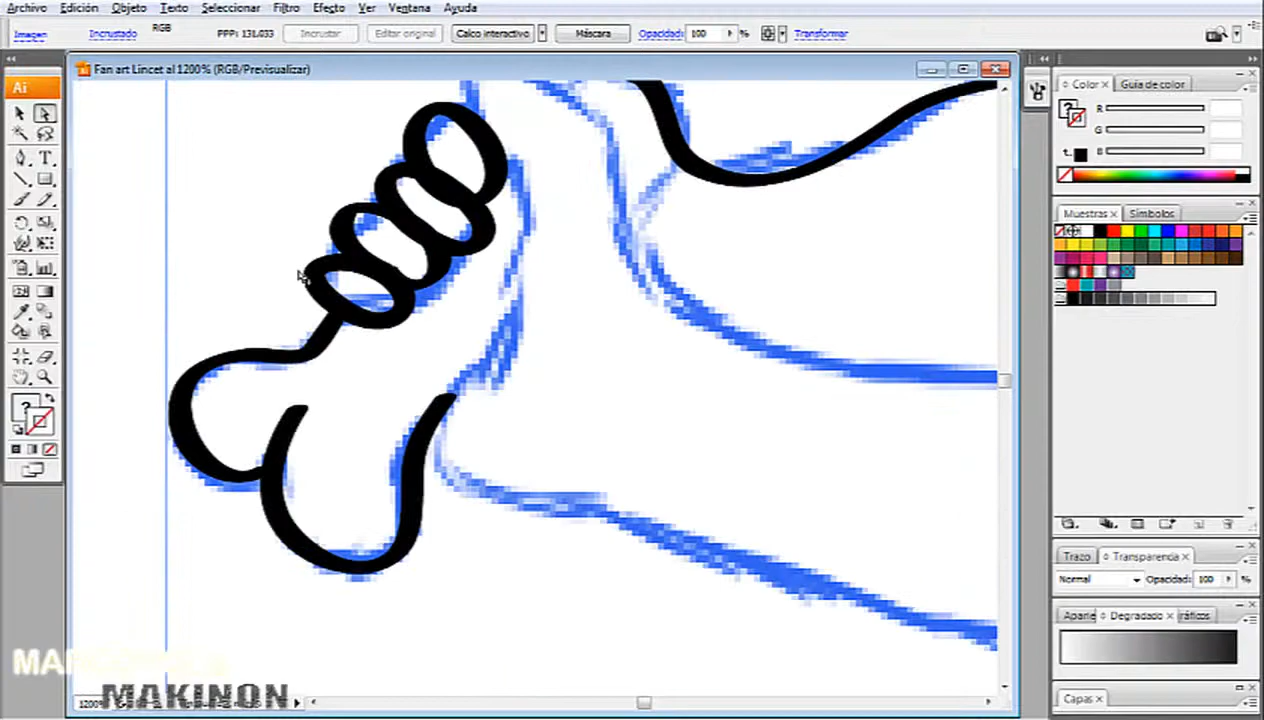 Archivo Edición Objeto Texto Seleccionar Filtro Efecto Ver Ventana Ayuda
Imagen Incrustado RGB PPP: 131.033 Incrustar Editar original Calco interactivo Máscara Opacidad: 100 % Transformar
Fan art Lincet al 1200% (RGB/Previsualizar)
Ai
Color Guía de color
R
G
B
Muestras Símbolos
Trazo Transparencia
Normal Opacidad: 100 %
Degradado
Capas
MAKINON
1200%